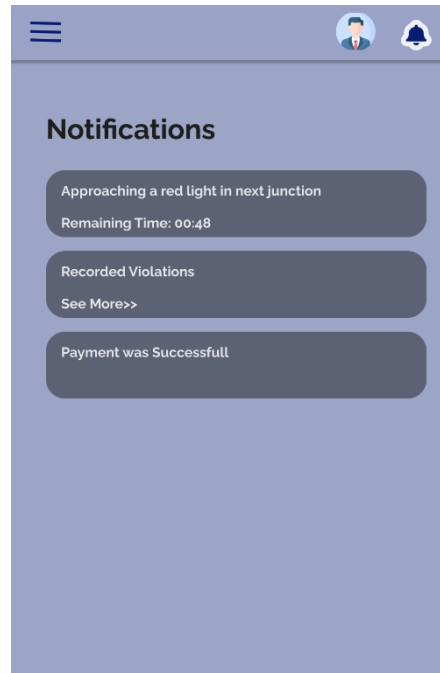 Notifications
Approaching a red light in next junction
Remaining Time: 00:48
Recorded Violations
See More>>
Payment was Successfull